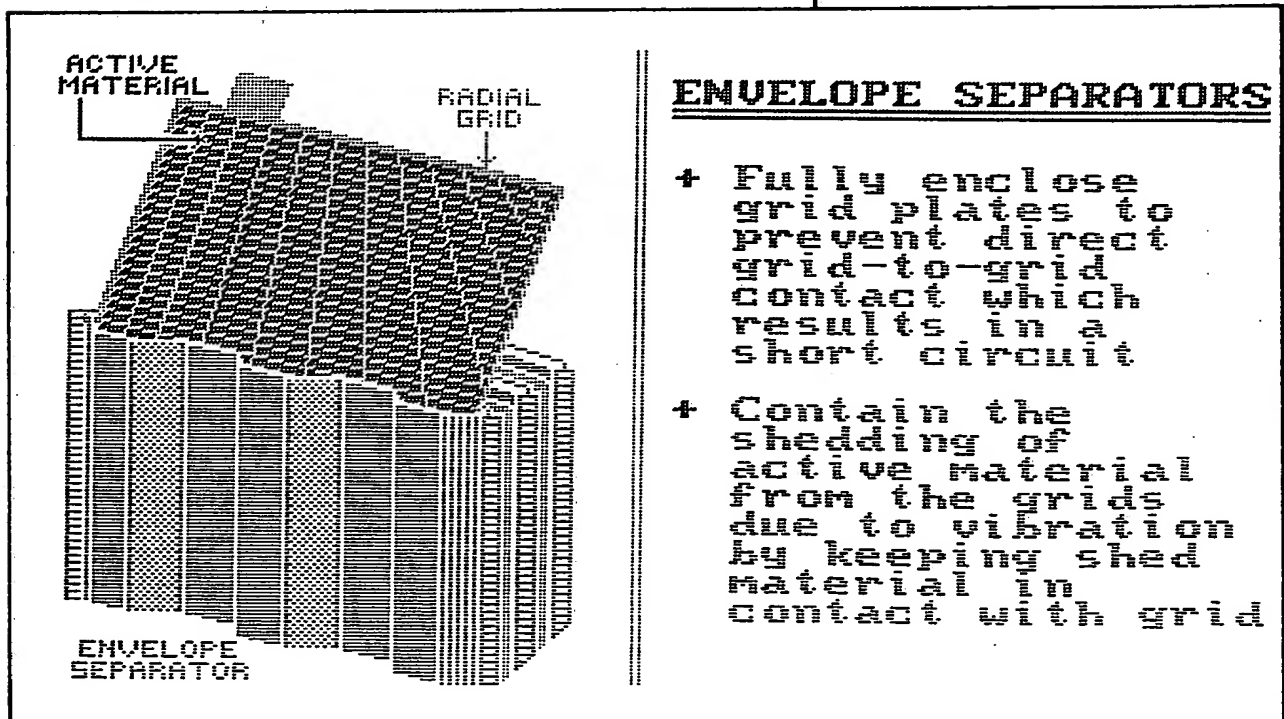 ACTIVE
MATERIAL
RADIAL
GRID
ENVELOPE
SEPARATOR
ENVELOPE SEPARATORS
+ Fully enclose
grid plates to
prevent direct
grid-to-grid
contact which
results in a
short circuit
+ Contain the
shedding of
active material
from the grids
due to vibration
by keeping shed
material in
contact with grid